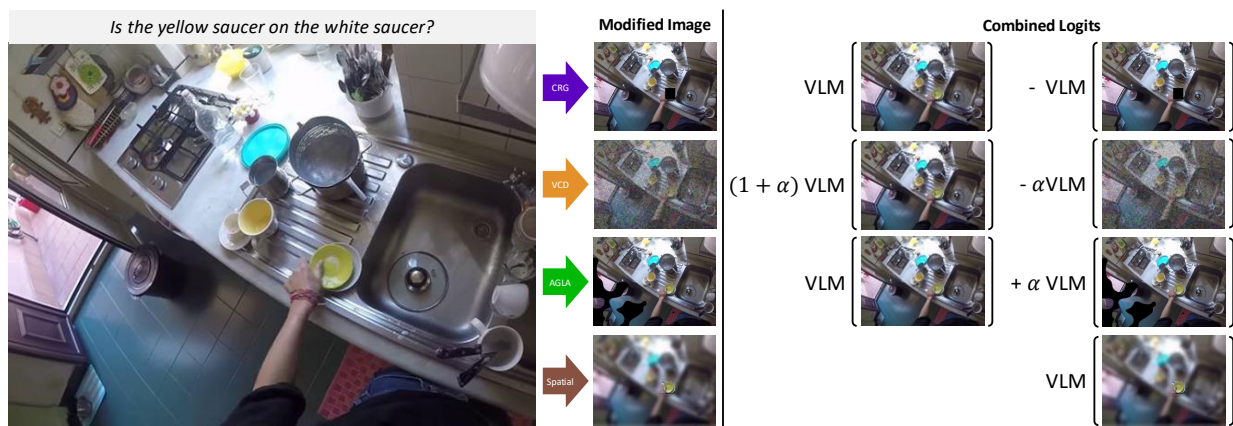 Is the yellow saucer on the white saucer?
Modified Image
Combined Logits
CRG
VLM
- VLM
VCD
(1 + α) VLM
- αVLM
AGLA
VLM
+ α VLM
Spatial
VLM